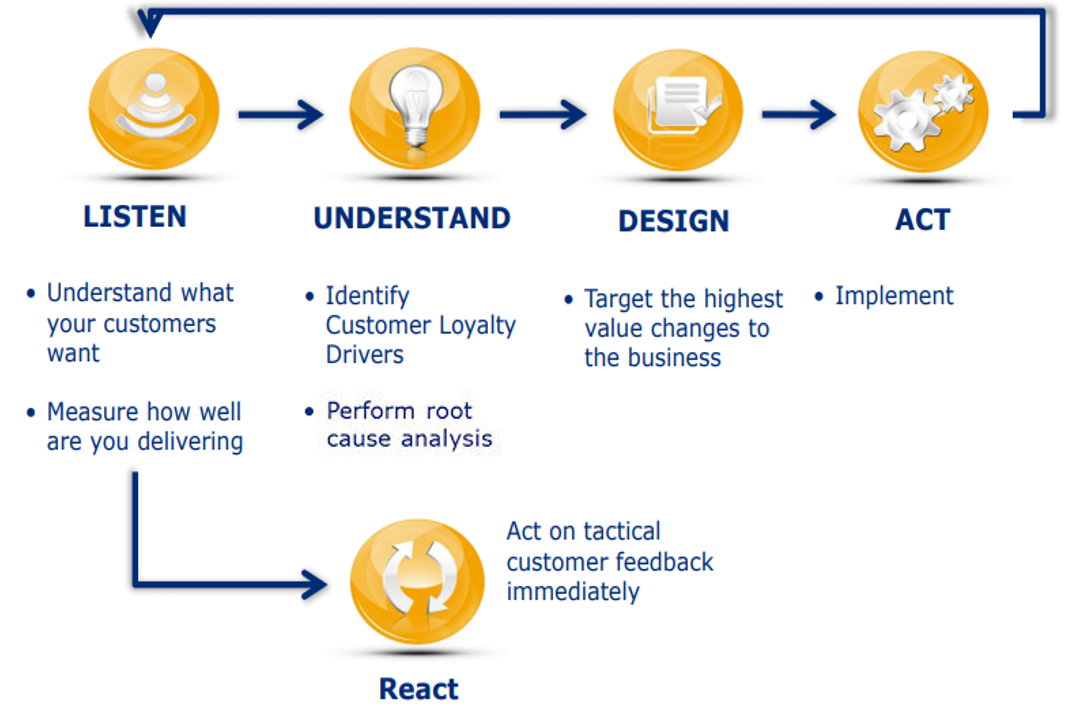 LISTEN
UNDERSTAND
DESIGN
ACT
• Understand what
your customers
want
• Measure how well
are you delivering
• Identify
Customer Loyalty
Drivers
• Perform root
cause analysis
• Target the highest
value changes to
the business
• Implement
Act on tactical
customer feedback
immediately
React